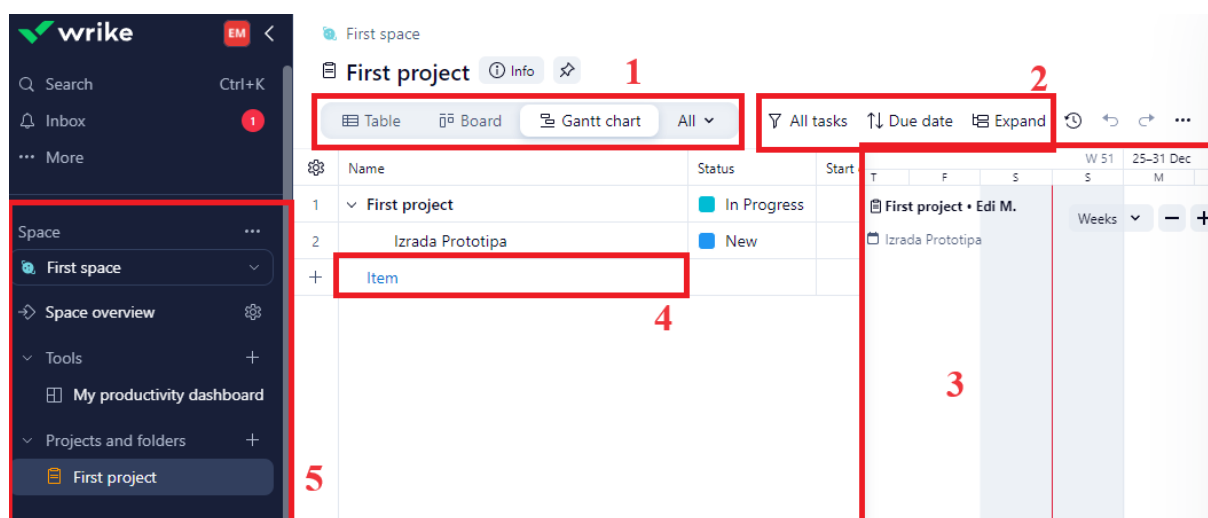 wrike EM
Search Ctrl+K
Inbox 1
More
Space
First space
Space overview
Tools
My productivity dashboard
Projects and folders
First project
5
First space
First project Info 1
Table Board Gantt chart All
2
All tasks Due date Expand
Name Status Start
1 First project In Progress
2 Izrada Prototipa New
Item
4
W 51 25–31 Dec
T F S S M
First project • Edi M.
Weeks
Izrada Prototipa
3